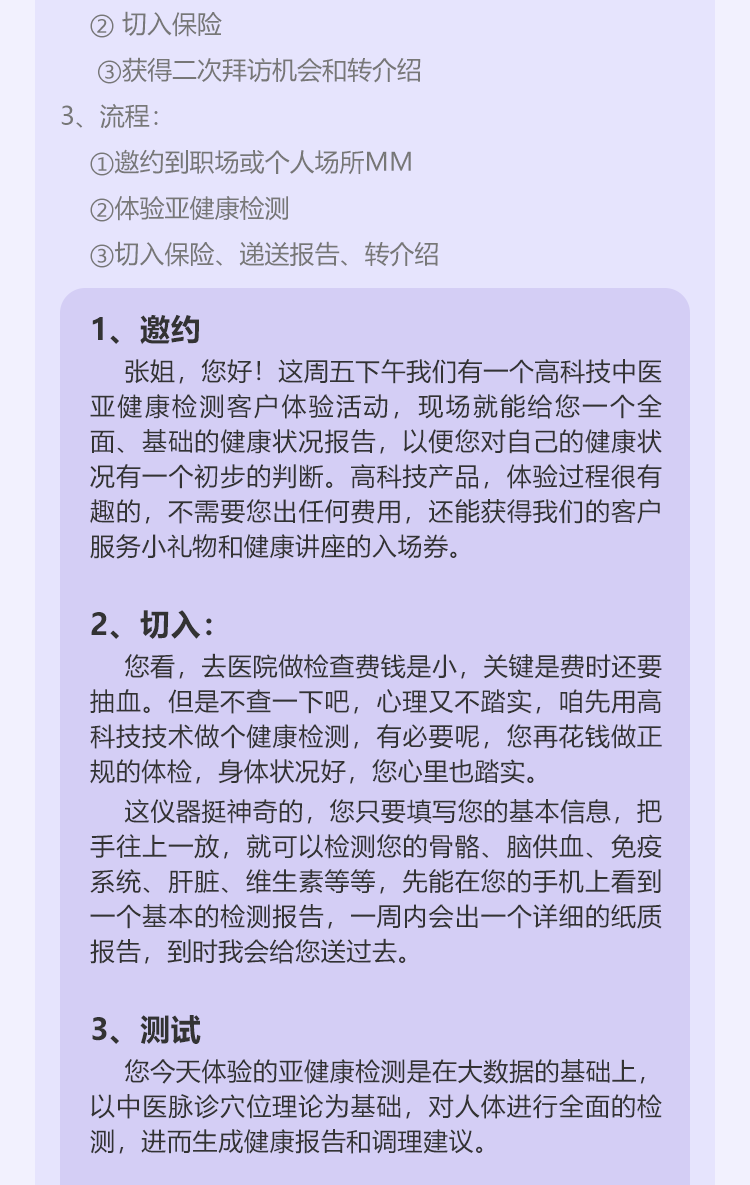 ② 切入保险
③获得二次拜访机会和转介绍
3、流程：
①邀约到职场或个人场所MM
②体验亚健康检测
③切入保险、递送报告、转介绍
1、邀约
张姐，您好！这周五下午我们有一个高科技中医
亚健康检测客户体验活动，现场就能给您一个全
面、基础的健康状况报告，以便您对自己的健康状
况有一个初步的判断。高科技产品，体验过程很有
趣的，不需要您出任何费用，还能获得我们的客户
服务小礼物和健康讲座的入场券。
2、切入：
您看，去医院做检查费钱是小，关键是费时还要
抽血。但是不查一下吧，心理又不踏实，咱先用高
科技技术做个健康检测，有必要呢，您再花钱做正
规的体检，身体状况好，您心里也踏实。
这仪器挺神奇的，您只要填写您的基本信息，把
手往上一放，就可以检测您的骨骼、脑供血、免疫
系统、肝脏、维生素等等，先能在您的手机上看到
一个基本的检测报告，一周内会出一个详细的纸质
报告，到时我会给您送过去。
3、测试
您今天体验的亚健康检测是在大数据的基础上，
以中医脉诊穴位理论为基础，对人体进行全面的检
测，进而生成健康报告和调理建议。